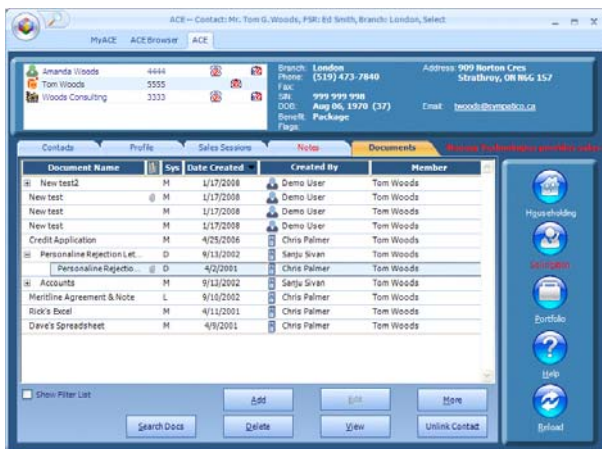 ACE -- Contact: Mr. Tom G. Woods, PSR: Ed Smith, Branch: London, Select
MyACE ACE Browser ACE
Amanda Woods 4444
Tom Woods 5555
Woods Consulting 3333
Branch: London
Phone: (519) 473-7840
Fax:
SIN: 999 999 998
DOB: Aug 06, 1970 (37)
Benefit Package
Flags:
Address: 909 Norton Cres
Strathroy, ON N6G 1S7
Email: twoods@sympatico.ca
Contacts Profile Sales Sessions Notes Documents
Document Name Sys Date Created Created By Member
New test2 M 1/17/2008 Demo User Tom Woods
New test M 1/17/2008 Demo User Tom Woods
New test M 1/17/2008 Demo User Tom Woods
New test M 1/17/2008 Demo User Tom Woods
Credit Application M 4/25/2006 Chris Palmer Tom Woods
Personaline Rejection Let... D 9/13/2002 Sanju Sivan Tom Woods
Personaline Rejectio... D 4/2/2001 Chris Palmer Tom Woods
Accounts M 9/13/2002 Sanju Sivan Tom Woods
Meritline Agreement & Note L 9/10/2002 Chris Palmer Tom Woods
Rick's Excel M 4/11/2001 Chris Palmer Tom Woods
Dave's Spreadsheet M 4/9/2001 Chris Palmer Tom Woods
Householding
Portfolio
Help
Reload
Show Filter List
Add Edit More
Search Docs Delete View Unlink Contact